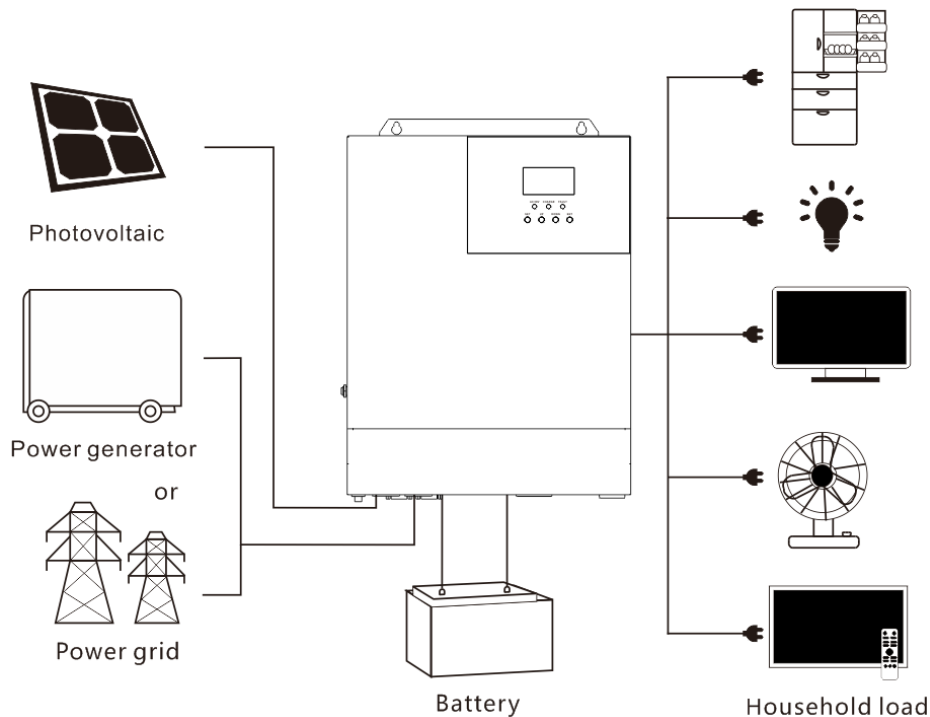 Photovoltaic
Power generator
or
Power grid
Battery
Household load